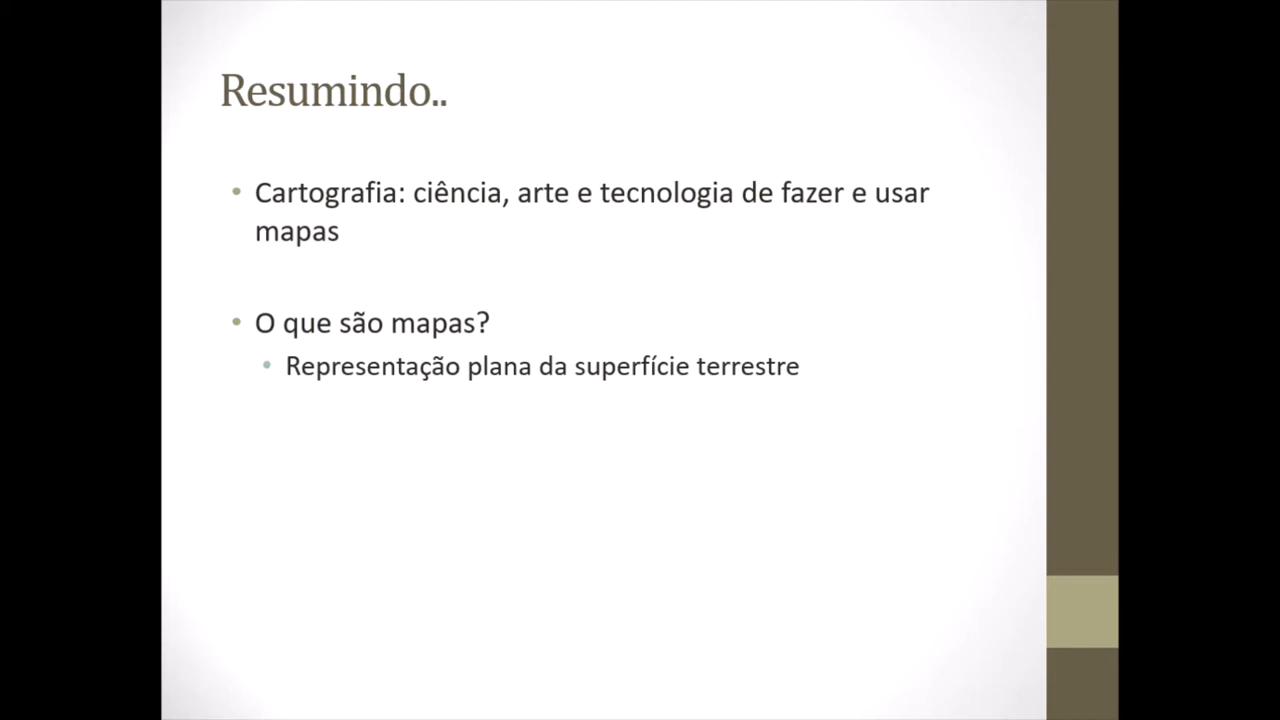 Resumindo..
• Cartografia: ciência, arte e tecnologia de fazer e usar
mapas
• O que são mapas?
• Representação plana da superfície terrestre